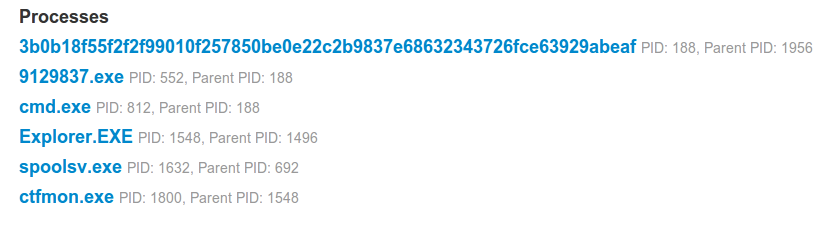 Processes
3b0b18f55f2f2f99010f257850be0e22c2b9837e68632343726fce63929abeaf PID: 188, Parent PID: 1956
9129837.exe PID: 552, Parent PID: 188
cmd.exe PID: 812, Parent PID: 188
Explorer.EXE PID: 1548, Parent PID: 1496
spoolsv.exe PID: 1632, Parent PID: 692
ctfmon.exe PID: 1800, Parent PID: 1548